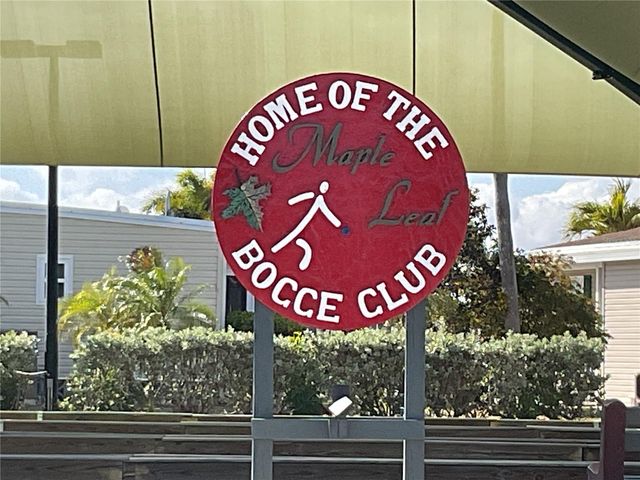 HOME OF THE
Maple
Leaf
BOCCE CLUB